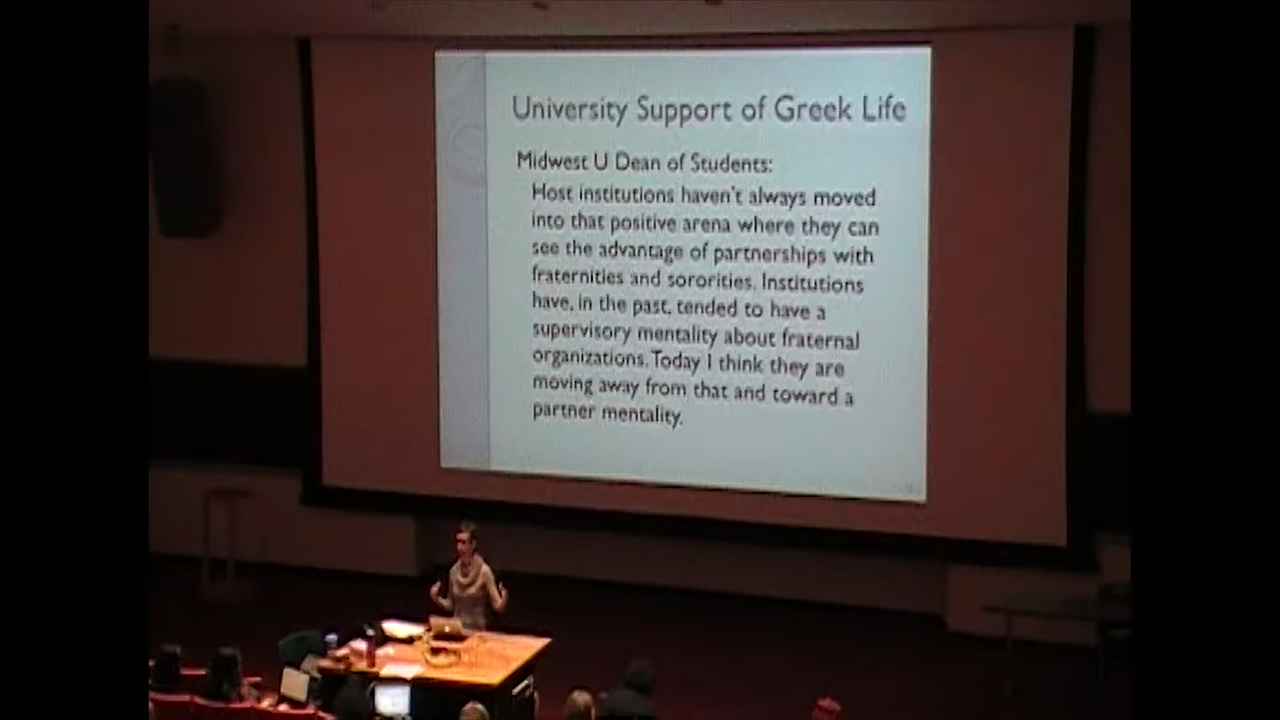 University Support of Greek Life
Midwest U Dean of Students:
Host institutions haven't always moved
into that positive arena where they can
see the advantage of partnerships with
fraternities and sororities. Institutions
have, in the past, tended to have a
supervisory mentality about fraternal
organizations. Today I think they are
moving away from that and toward a
partner mentality.